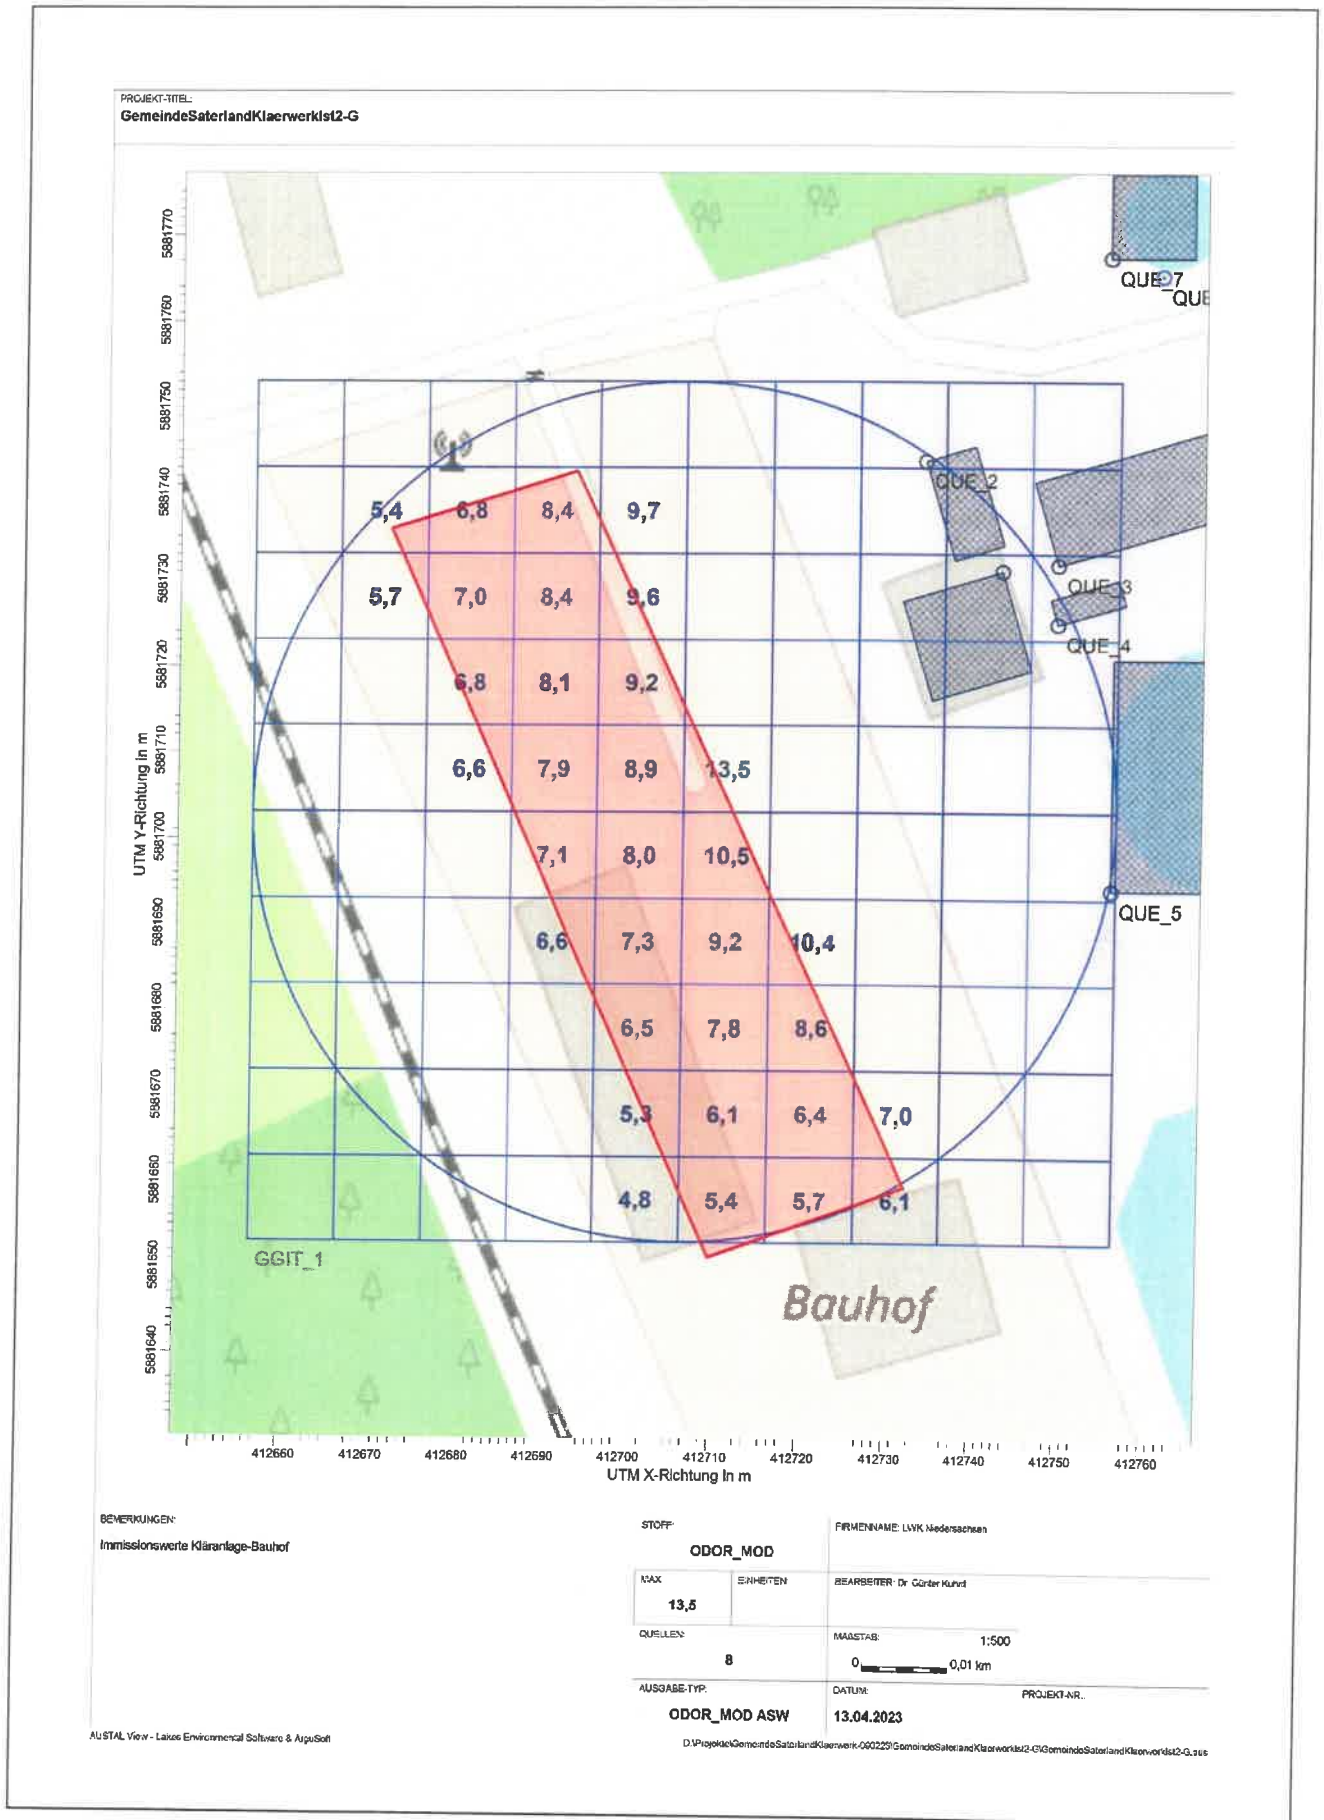 PROJEKT-TITEL:
GemeindeSaterlandKlaerwerkIst2-G
5881770
5881760
5881750
5881740
5881730
5881720
5881710
5881700
5881690
5881680
5881670
5881660
5881650
5881640
UTM Y-Richtung in m
QUE_7
QUE
QUE_2
QUE_3
QUE_4
QUE_5
5,4 6,8 8,4 9,7
5,7 7,0 8,4 9,6
6,8 8,1 9,2
6,6 7,9 8,9 13,5
7,1 8,0 10,5
6,6 7,3 9,2 10,4
6,5 7,8 8,6
5,3 6,1 6,4 7,0
4,8 5,4 5,7 6,1
GGIT_1
Bauhof
412660 412670 412680 412690 412700 412710 412720 412730 412740 412750 412760
UTM X-Richtung in m
BEMERKUNGEN:
Immissionswerte Kläranlage-Bauhof
STOFF:
ODOR_MOD
FIRMENNAME: LWK Niedersachsen
MAX
13,5
EINHEITEN
BEARBEITER: Dr. Günter
QUELLEN:
8
MAßSTAB:
1:500
0 0,01 km
AUSGABE-TYP:
ODOR_MOD ASW
DATUM:
13.04.2023
PROJEKT-NR.:
AUSTAL View - Lakes Environmental Software & ArguSoft